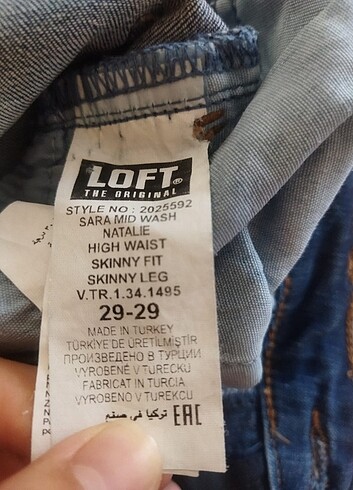 LOFT®
THE ORIGINAL
STYLE NO : 2025592
SARA MID WASH
NATALIE
HIGH WAIST
SKINNY FIT
SKINNY LEG
V.TR.1.34.1495
29-29
MADE IN TURKEY
TÜRKİYE DE ÜRETİLMİŞTİR
ПРОИЗВЕДЕНО В ТУРЦИИ
VYROBENÉ V TURECKU
FABRICAT IN TURCIA
VYROBENO V TURECKU
صنع في تركيا EAC